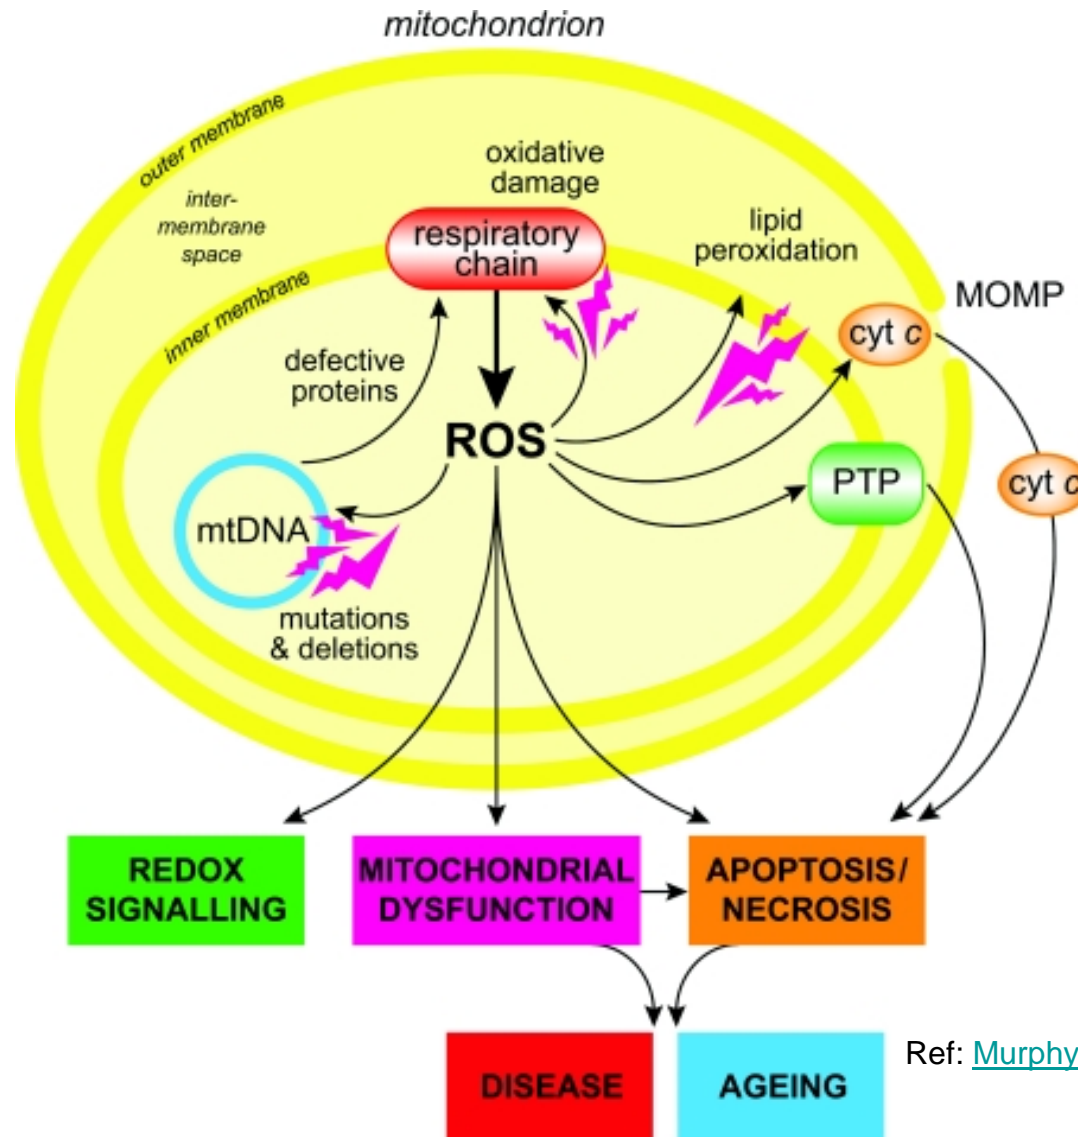 mitochondrion
outer membrane
inter-
membrane
space
inner membrane
oxidative
damage
respiratory
chain
lipid
peroxidation
MOMP
cyt c
defective
proteins
ROS
PTP
cyt c
mtDNA
mutations
& deletions
REDOX
SIGNALLING
MITOCHONDRIAL
DYSFUNCTION
APOPTOSIS/
NECROSIS
DISEASE
AGEING
Ref: Murphy